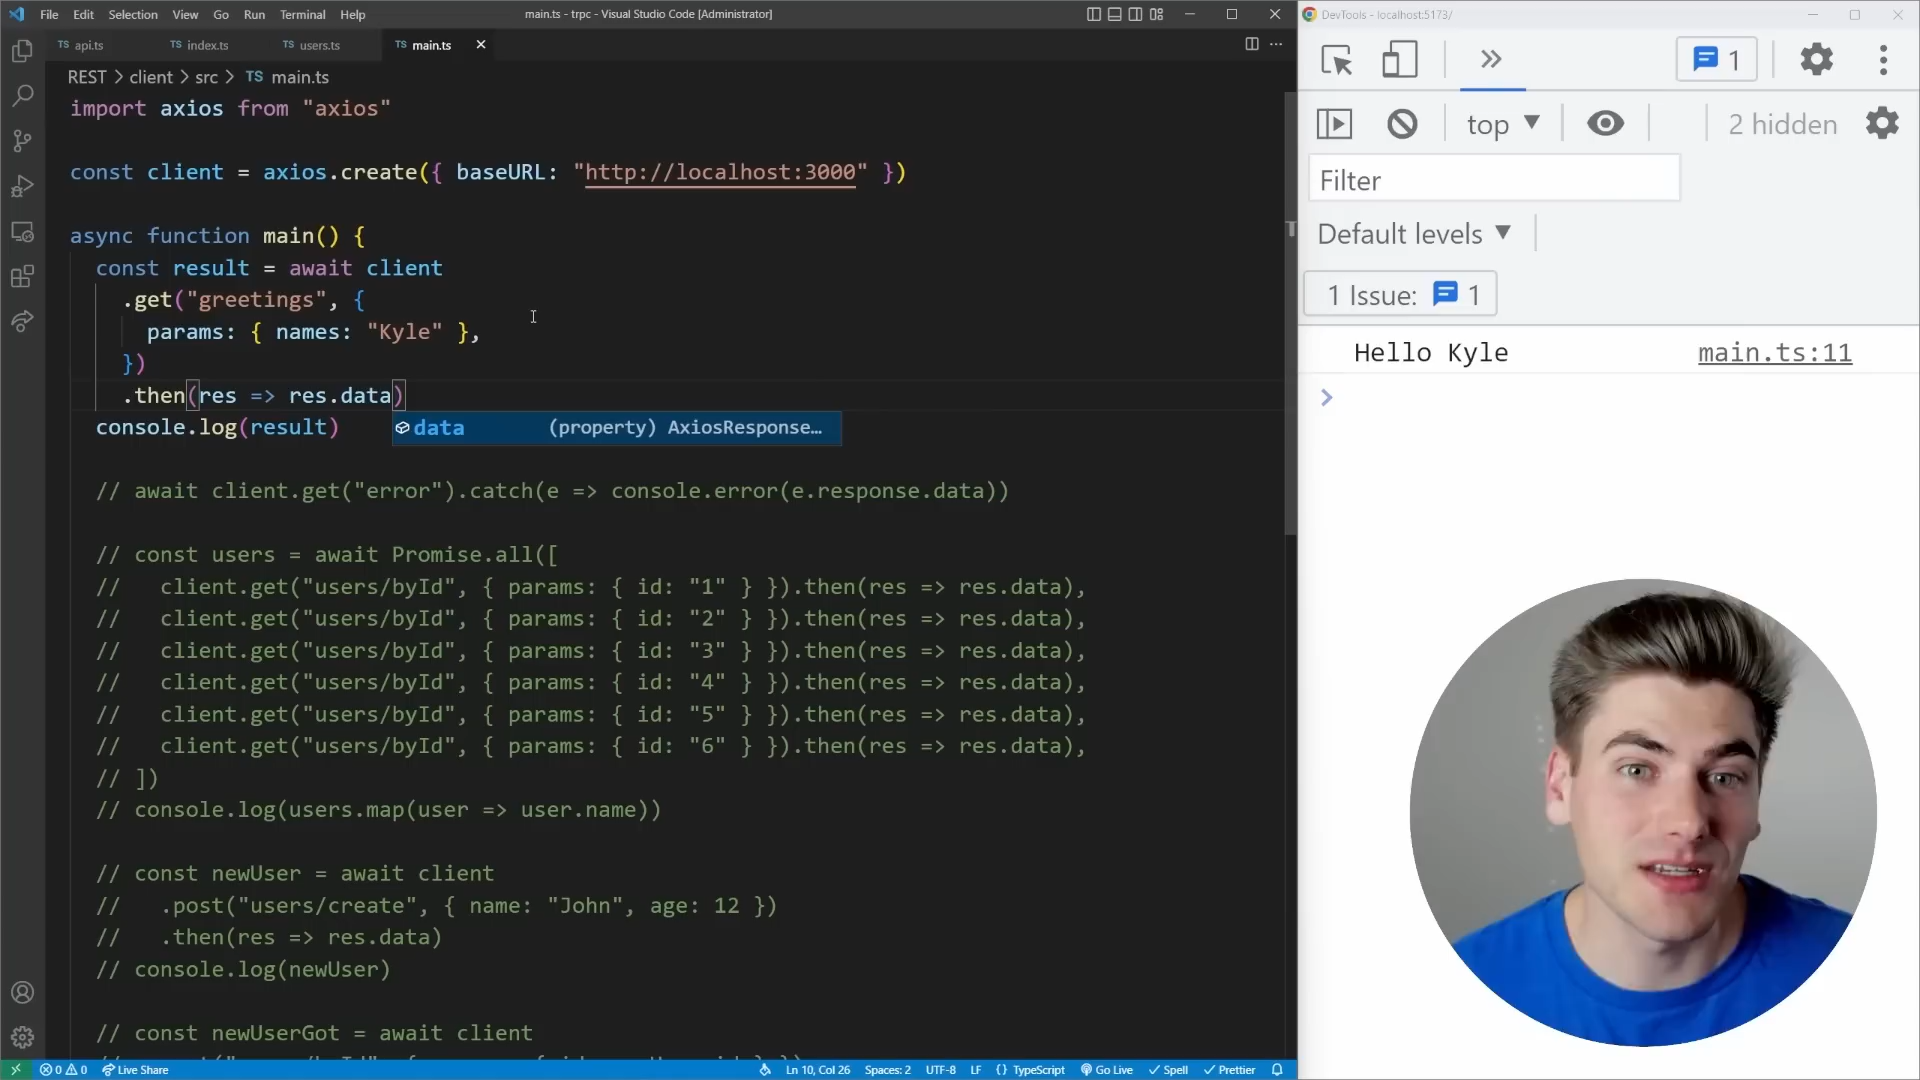 File Edit Selection View Go Run Terminal Help
main.ts - trpc - Visual Studio Code [Administrator]
TS api.ts
TS index.ts
TS users.ts
TS main.ts
REST > client > src > TS main.ts
import axios from "axios"
const client = axios.create({ baseURL: "http://localhost:3000" })
async function main() {
const result = await client
.get("greetings", {
params: { names: "Kyle" },
})
.then(res => res.data)
console.log(result)
data (property) AxiosResponse…
// await client.get("error").catch(e => console.error(e.response.data))
// const users = await Promise.all([
// client.get("users/byId", { params: { id: "1" } }).then(res => res.data),
// client.get("users/byId", { params: { id: "2" } }).then(res => res.data),
// client.get("users/byId", { params: { id: "3" } }).then(res => res.data),
// client.get("users/byId", { params: { id: "4" } }).then(res => res.data),
// client.get("users/byId", { params: { id: "5" } }).then(res => res.data),
// client.get("users/byId", { params: { id: "6" } }).then(res => res.data),
// ])
// console.log(users.map(user => user.name))
// const newUser = await client
// .post("users/create", { name: "John", age: 12 })
// .then(res => res.data)
// console.log(newUser)
// const newUserGot = await client
0 0 Live Share
Ln 10, Col 26 Spaces: 2 UTF-8 LF {} TypeScript Go Live Spell Prettier
DevTools - localhost:5173/
1
top
2 hidden
Filter
Default levels
1 Issue: 1
Hello Kyle main.ts:11